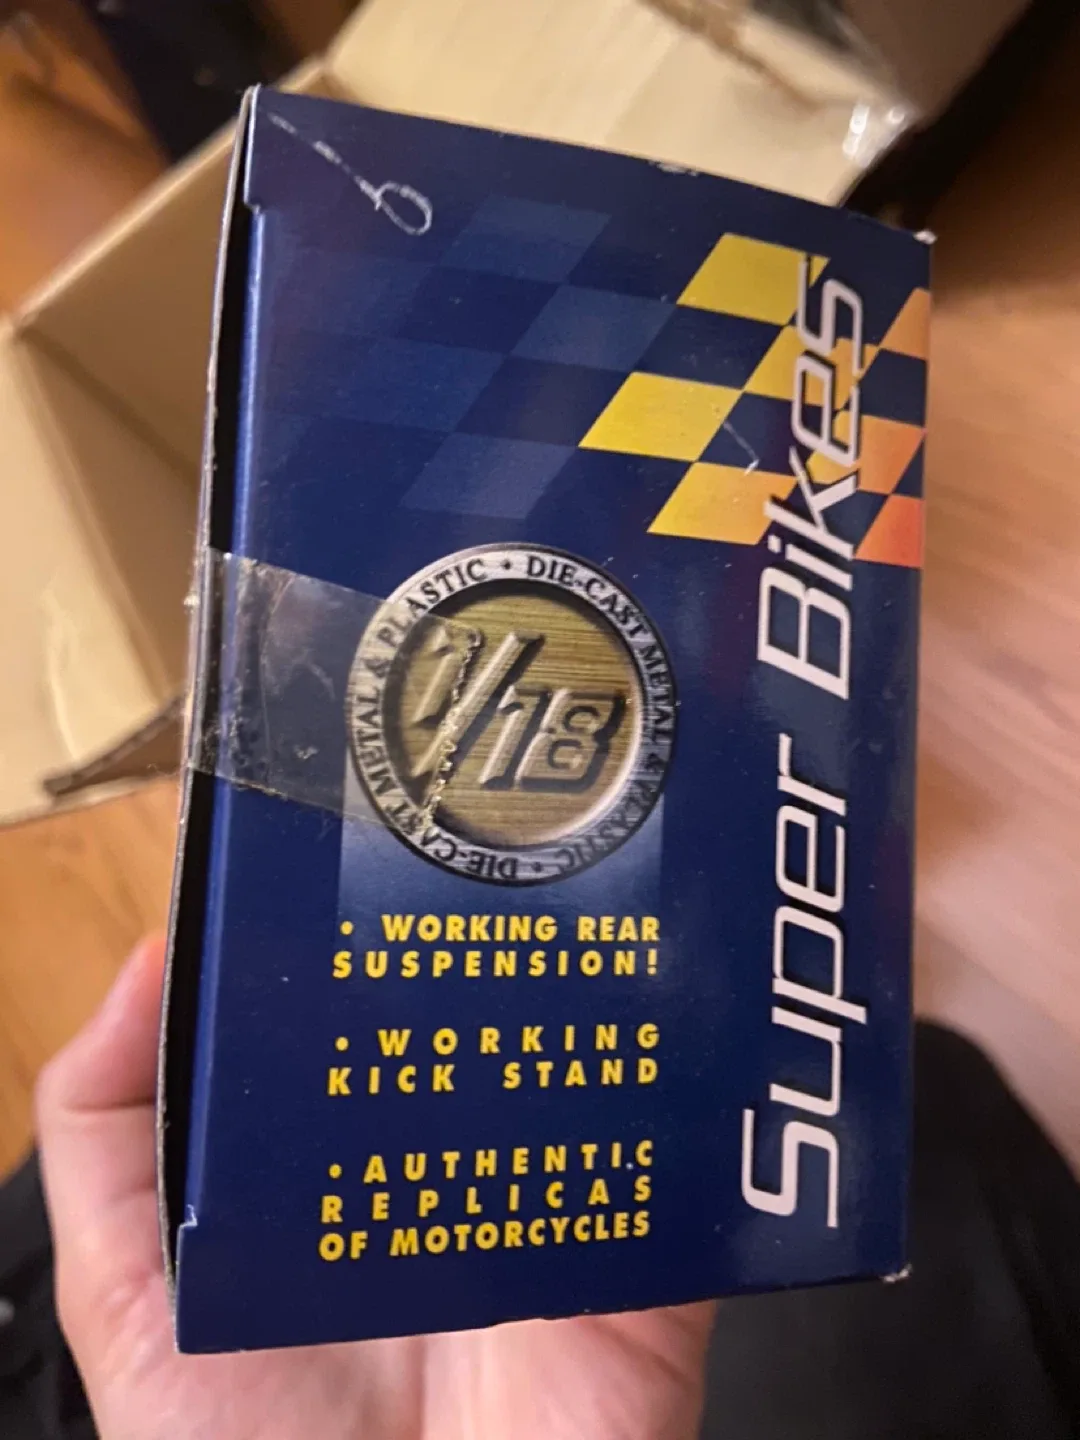 DIE-CAST METAL & PLASTIC • DIE-CAST METAL & PLASTIC •
1/18
• WORKING REAR
SUSPENSION!
• WORKING
KICK STAND
• AUTHENTIC
REPLICAS
OF MOTORCYCLES
Super Bikes